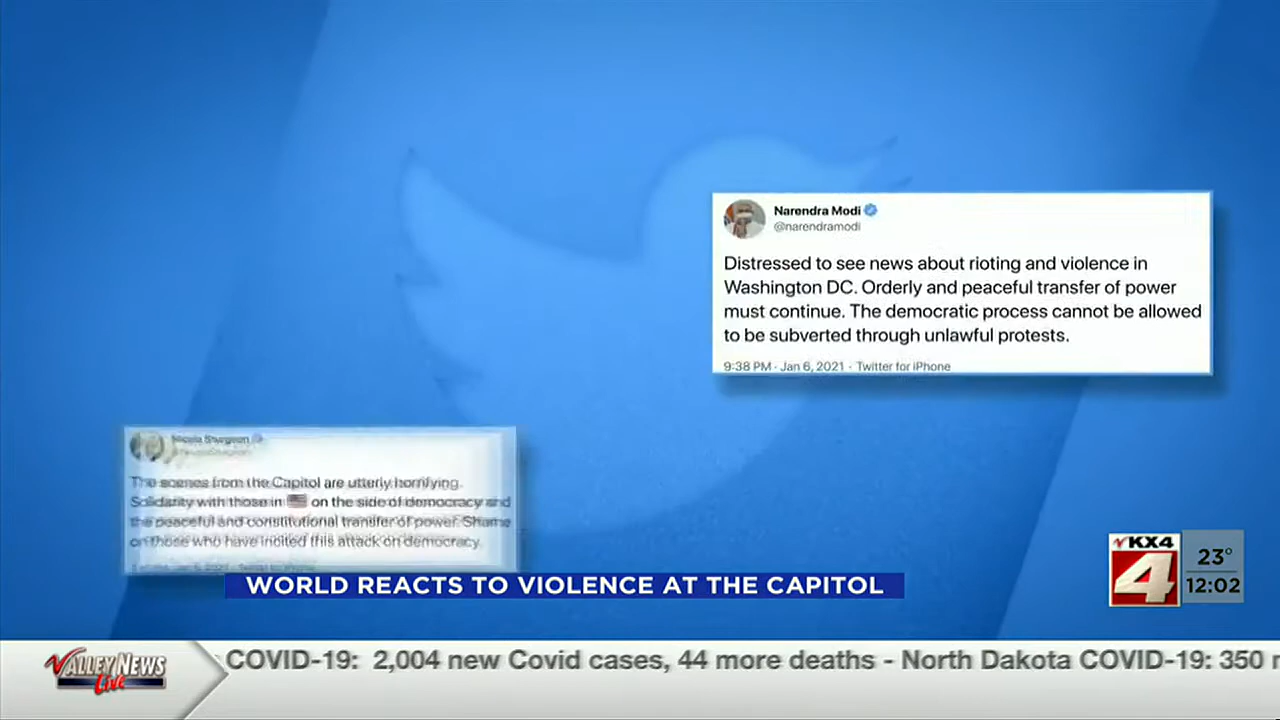 Narendra Modi
@narendramodi
Distressed to see news about rioting and violence in
Washington DC. Orderly and peaceful transfer of power
must continue. The democratic process cannot be allowed
to be subverted through unlawful protests.
9:38 PM · Jan 6, 2021 · Twitter for iPhone
Nicola Sturgeon
@NicolaSturgeon
The scenes from the Capitol are utterly horrifying.
Solidarity with those in on the side of democracy and
the peaceful and constitutional transfer of power. Shame
on those who have incited this attack on democracy.
WORLD REACTS TO VIOLENCE AT THE CAPITOL
KX4
4
23°
12:02
VALLEY NEWS
Live
COVID-19: 2,004 new Covid cases, 44 more deaths - North Dakota COVID-19: 350